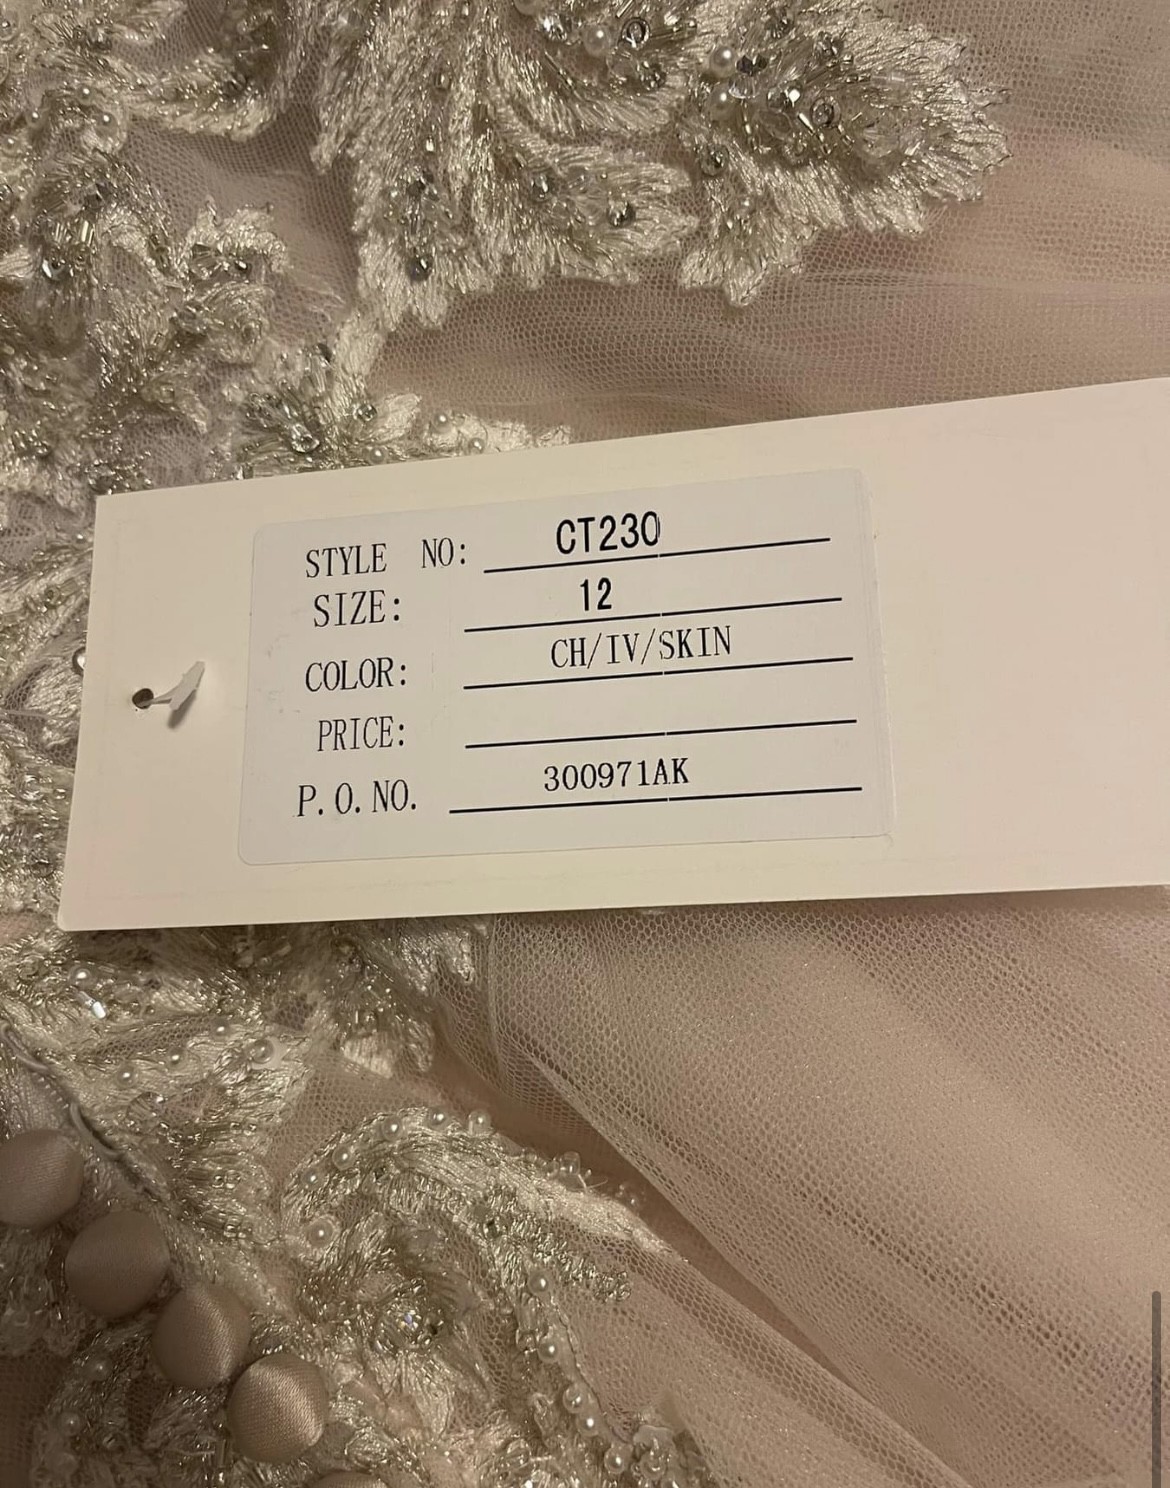 STYLE NO: CT230
SIZE: 12
COLOR: CH/IV/SKIN
PRICE:
P.O.NO. 300971AK